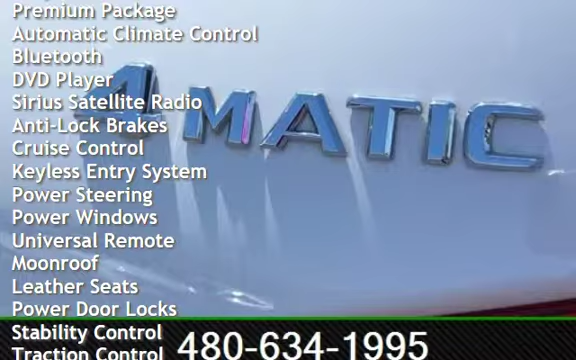 Premium Package
Automatic Climate Control
Bluetooth
DVD Player
Sirius Satellite Radio
Anti-Lock Brakes
Cruise Control
Keyless Entry System
Power Steering
Power Windows
Universal Remote
Moonroof
Leather Seats
Power Door Locks
Stability Control
Traction Control
4MATIC
480-634-1995